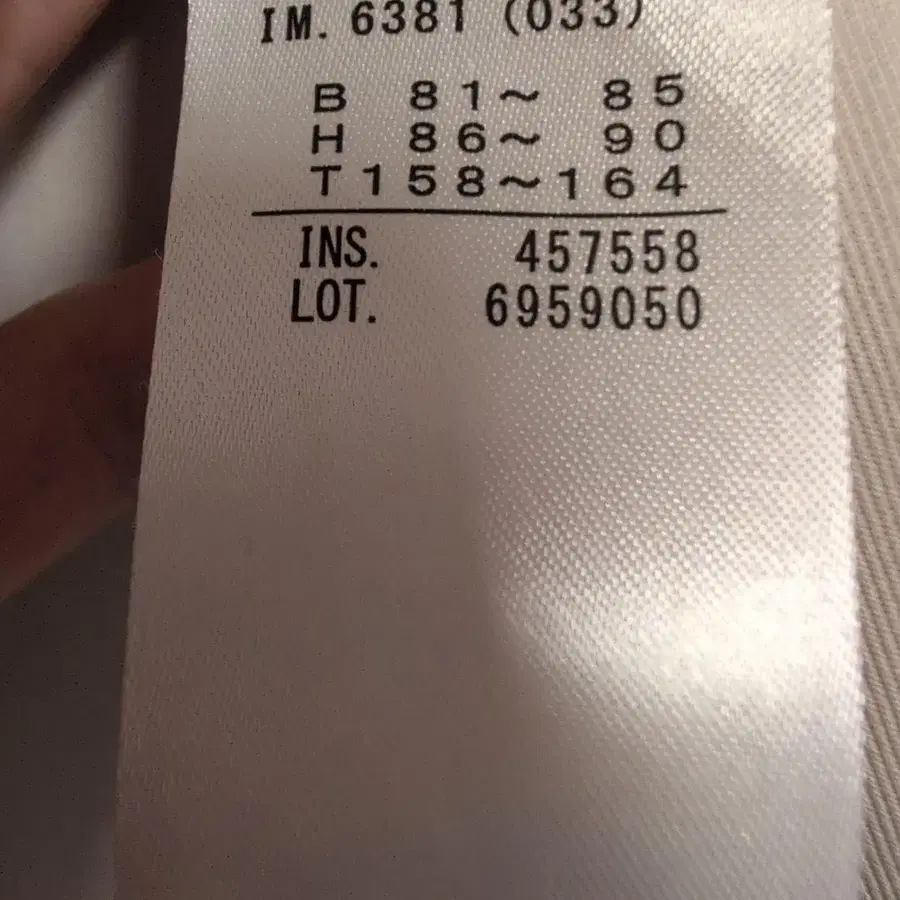 IM. 6381 (033)
B 81~ 85
H 86~ 90
T158~164
INS. 457558
LOT. 6959050